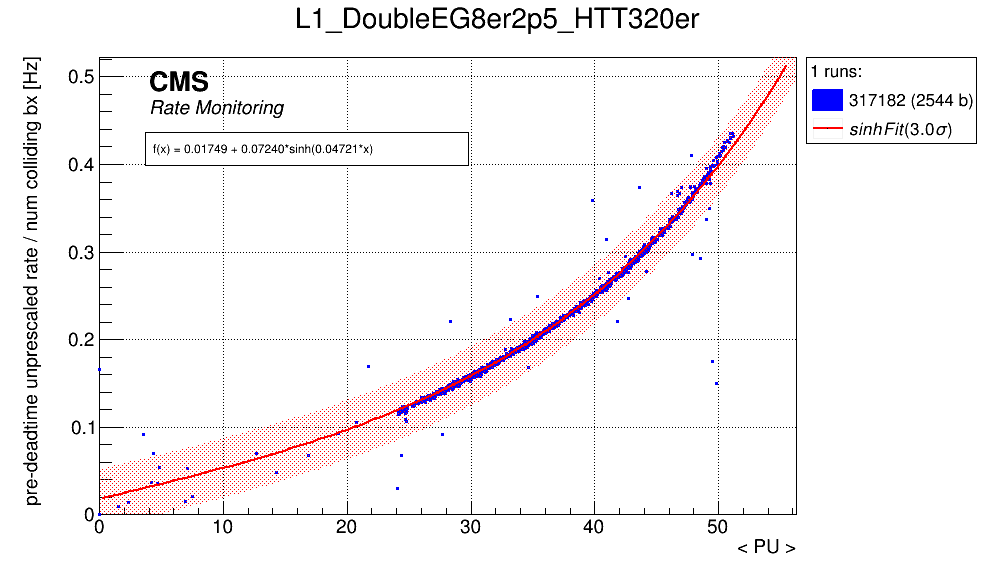 L1_DoubleEG8er2p5_HTT320er
pre-deadtime unprescaled rate / num colliding bx [Hz]
CMS
Rate Monitoring
f(x) = 0.01749 + 0.07240*sinh(0.04721*x)
1 runs:
317182 (2544 b)
sinhFit(3.0σ)
0.5
0.4
0.3
0.2
0.1
0
0 10 20 30 40 50
< PU >